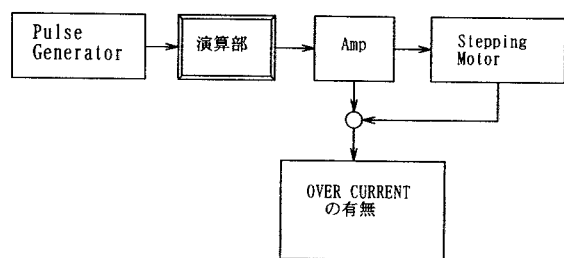 Pulse
Generator
演算部
Amp
Stepping
Motor
OVER CURRENT
の有無